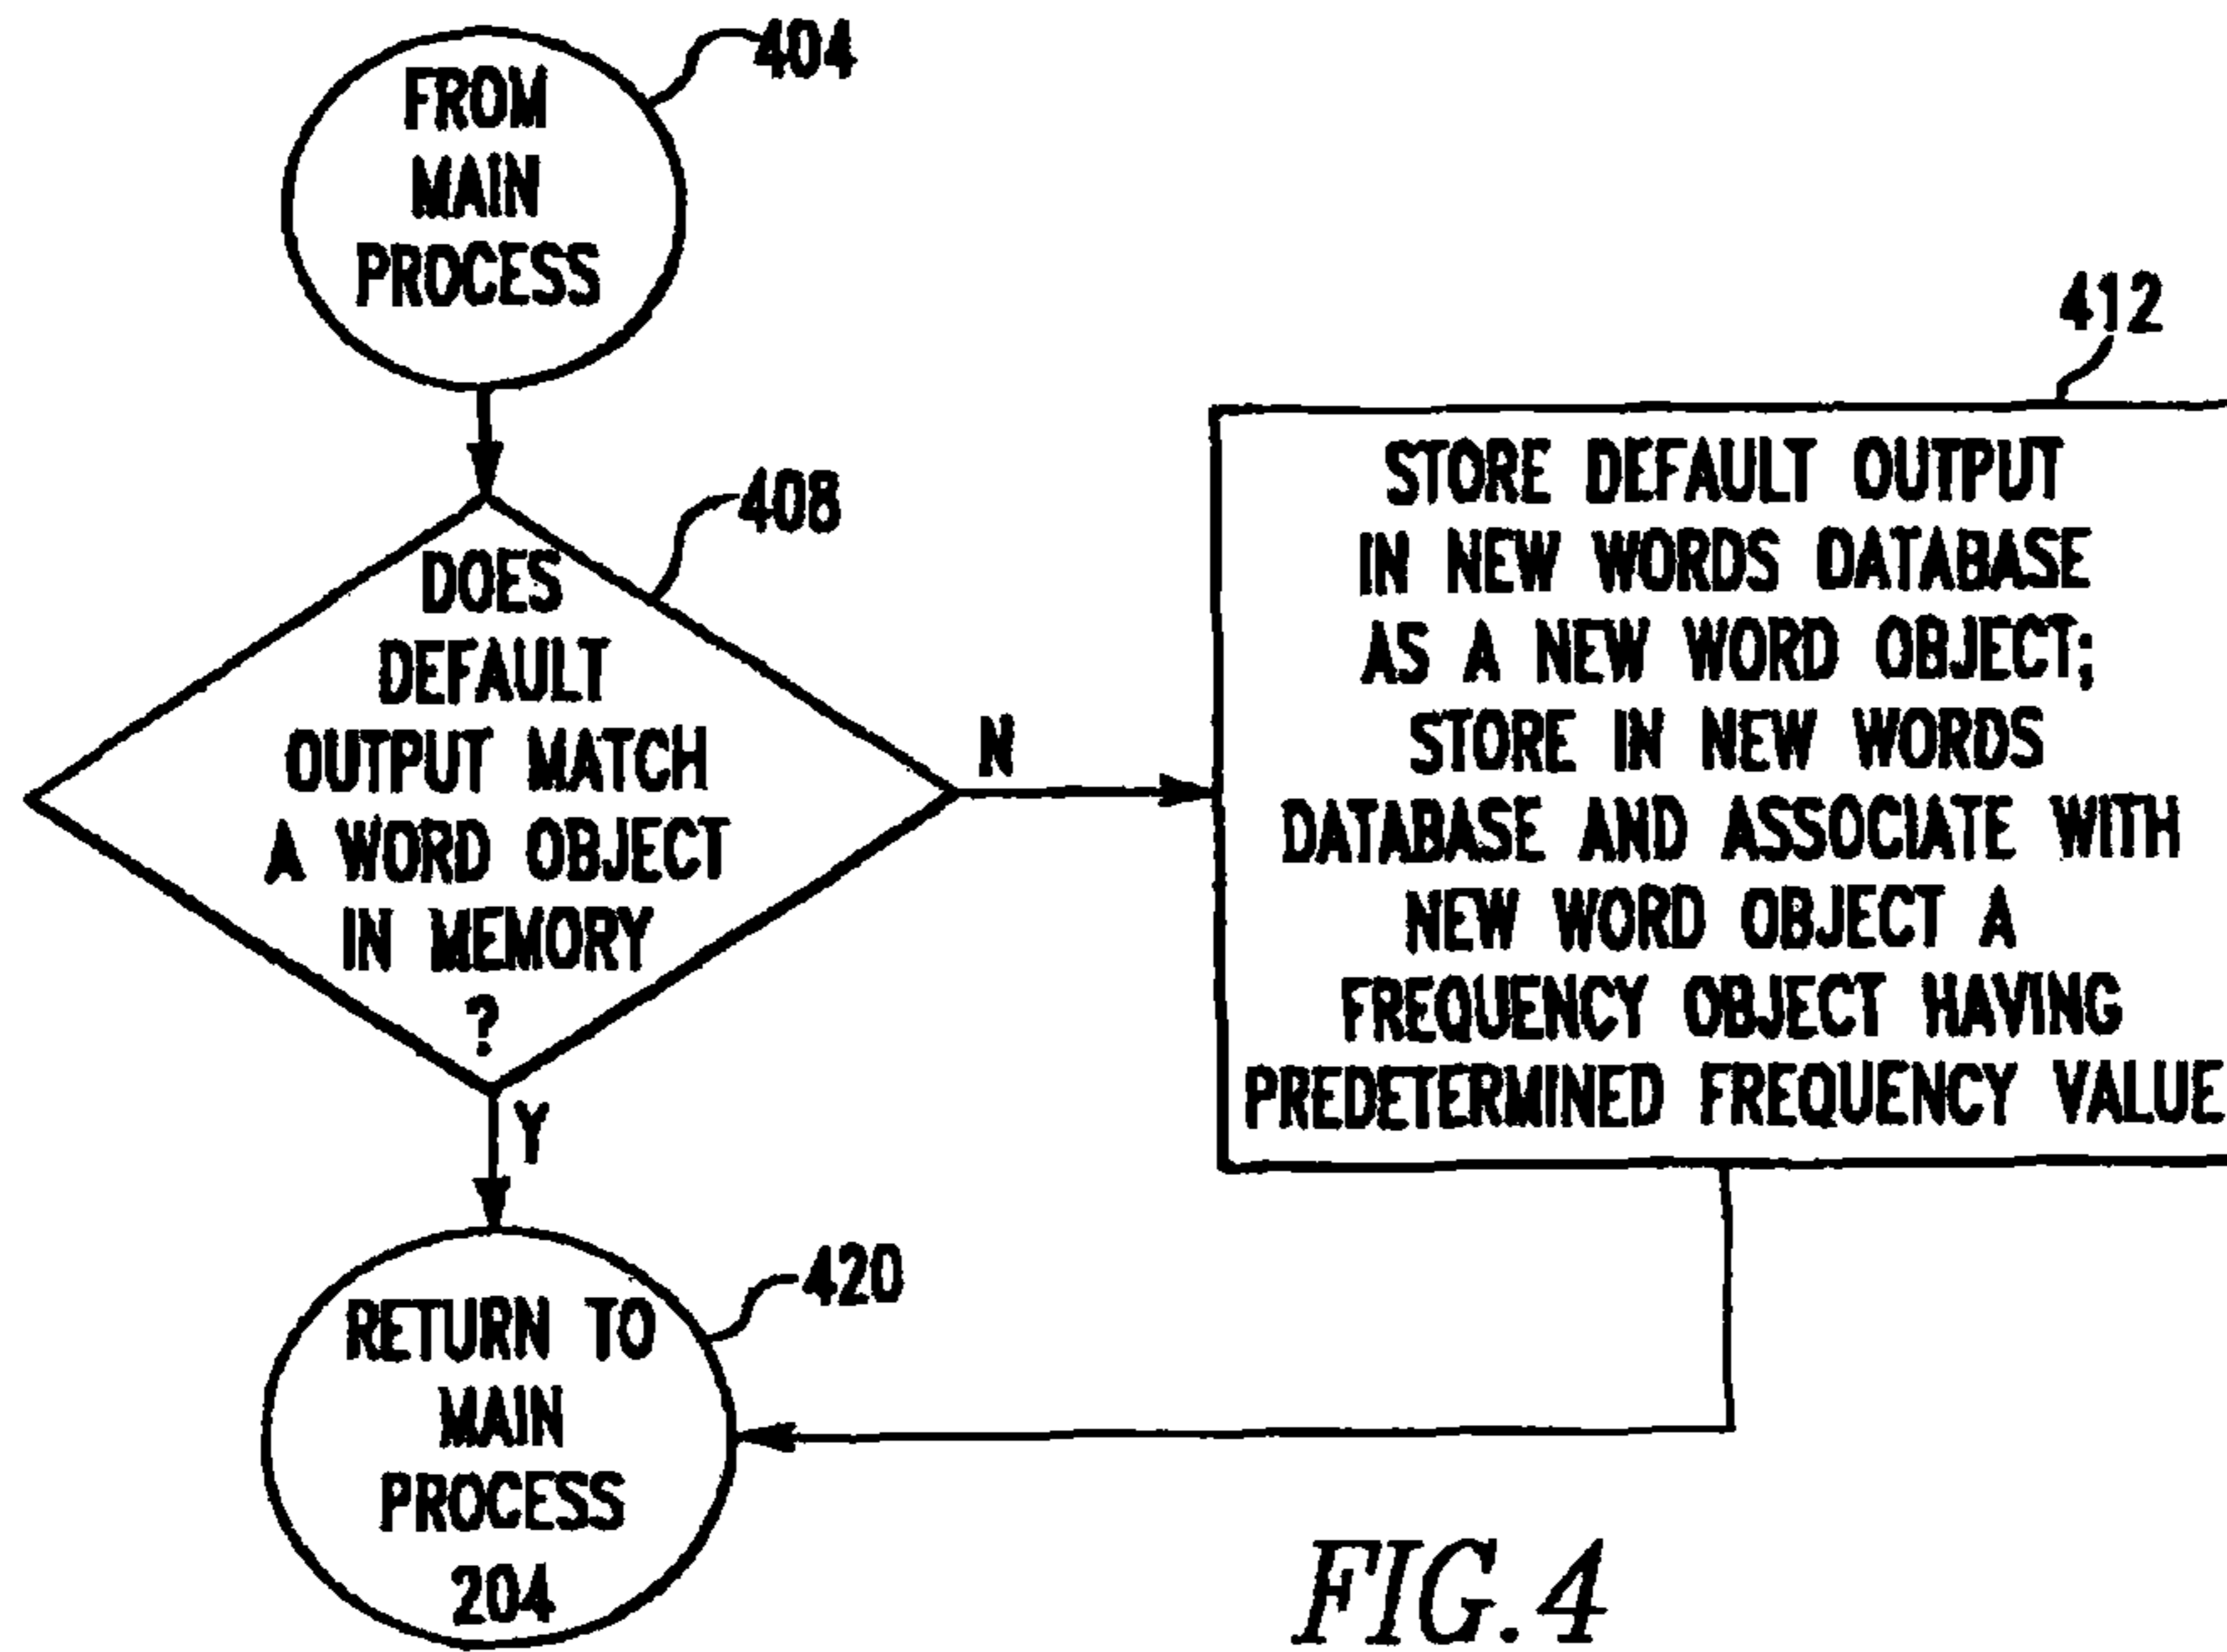 404
FROM
MAIN
PROCESS
408
DOES
DEFAULT
OUTPUT MATCH
A WORD OBJECT
IN MEMORY
?
N
412
STORE DEFAULT OUTPUT
IN NEW WORDS DATABASE
AS A NEW WORD OBJECT;
STORE IN NEW WORDS
DATABASE AND ASSOCIATE WITH
NEW WORD OBJECT A
FREQUENCY OBJECT HAVING
PREDETERMINED FREQUENCY VALUE
Y
420
RETURN TO
MAIN
PROCESS
204
FIG.4